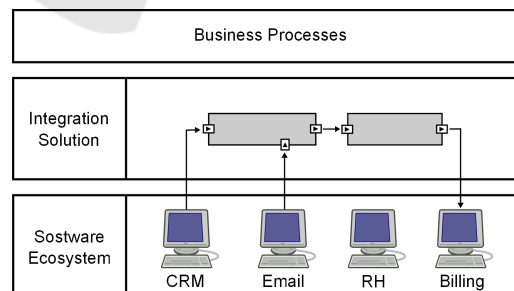 Business Processes
Integration
Solution
Sostware
Ecosystem
CRM
Email
RH
Billing